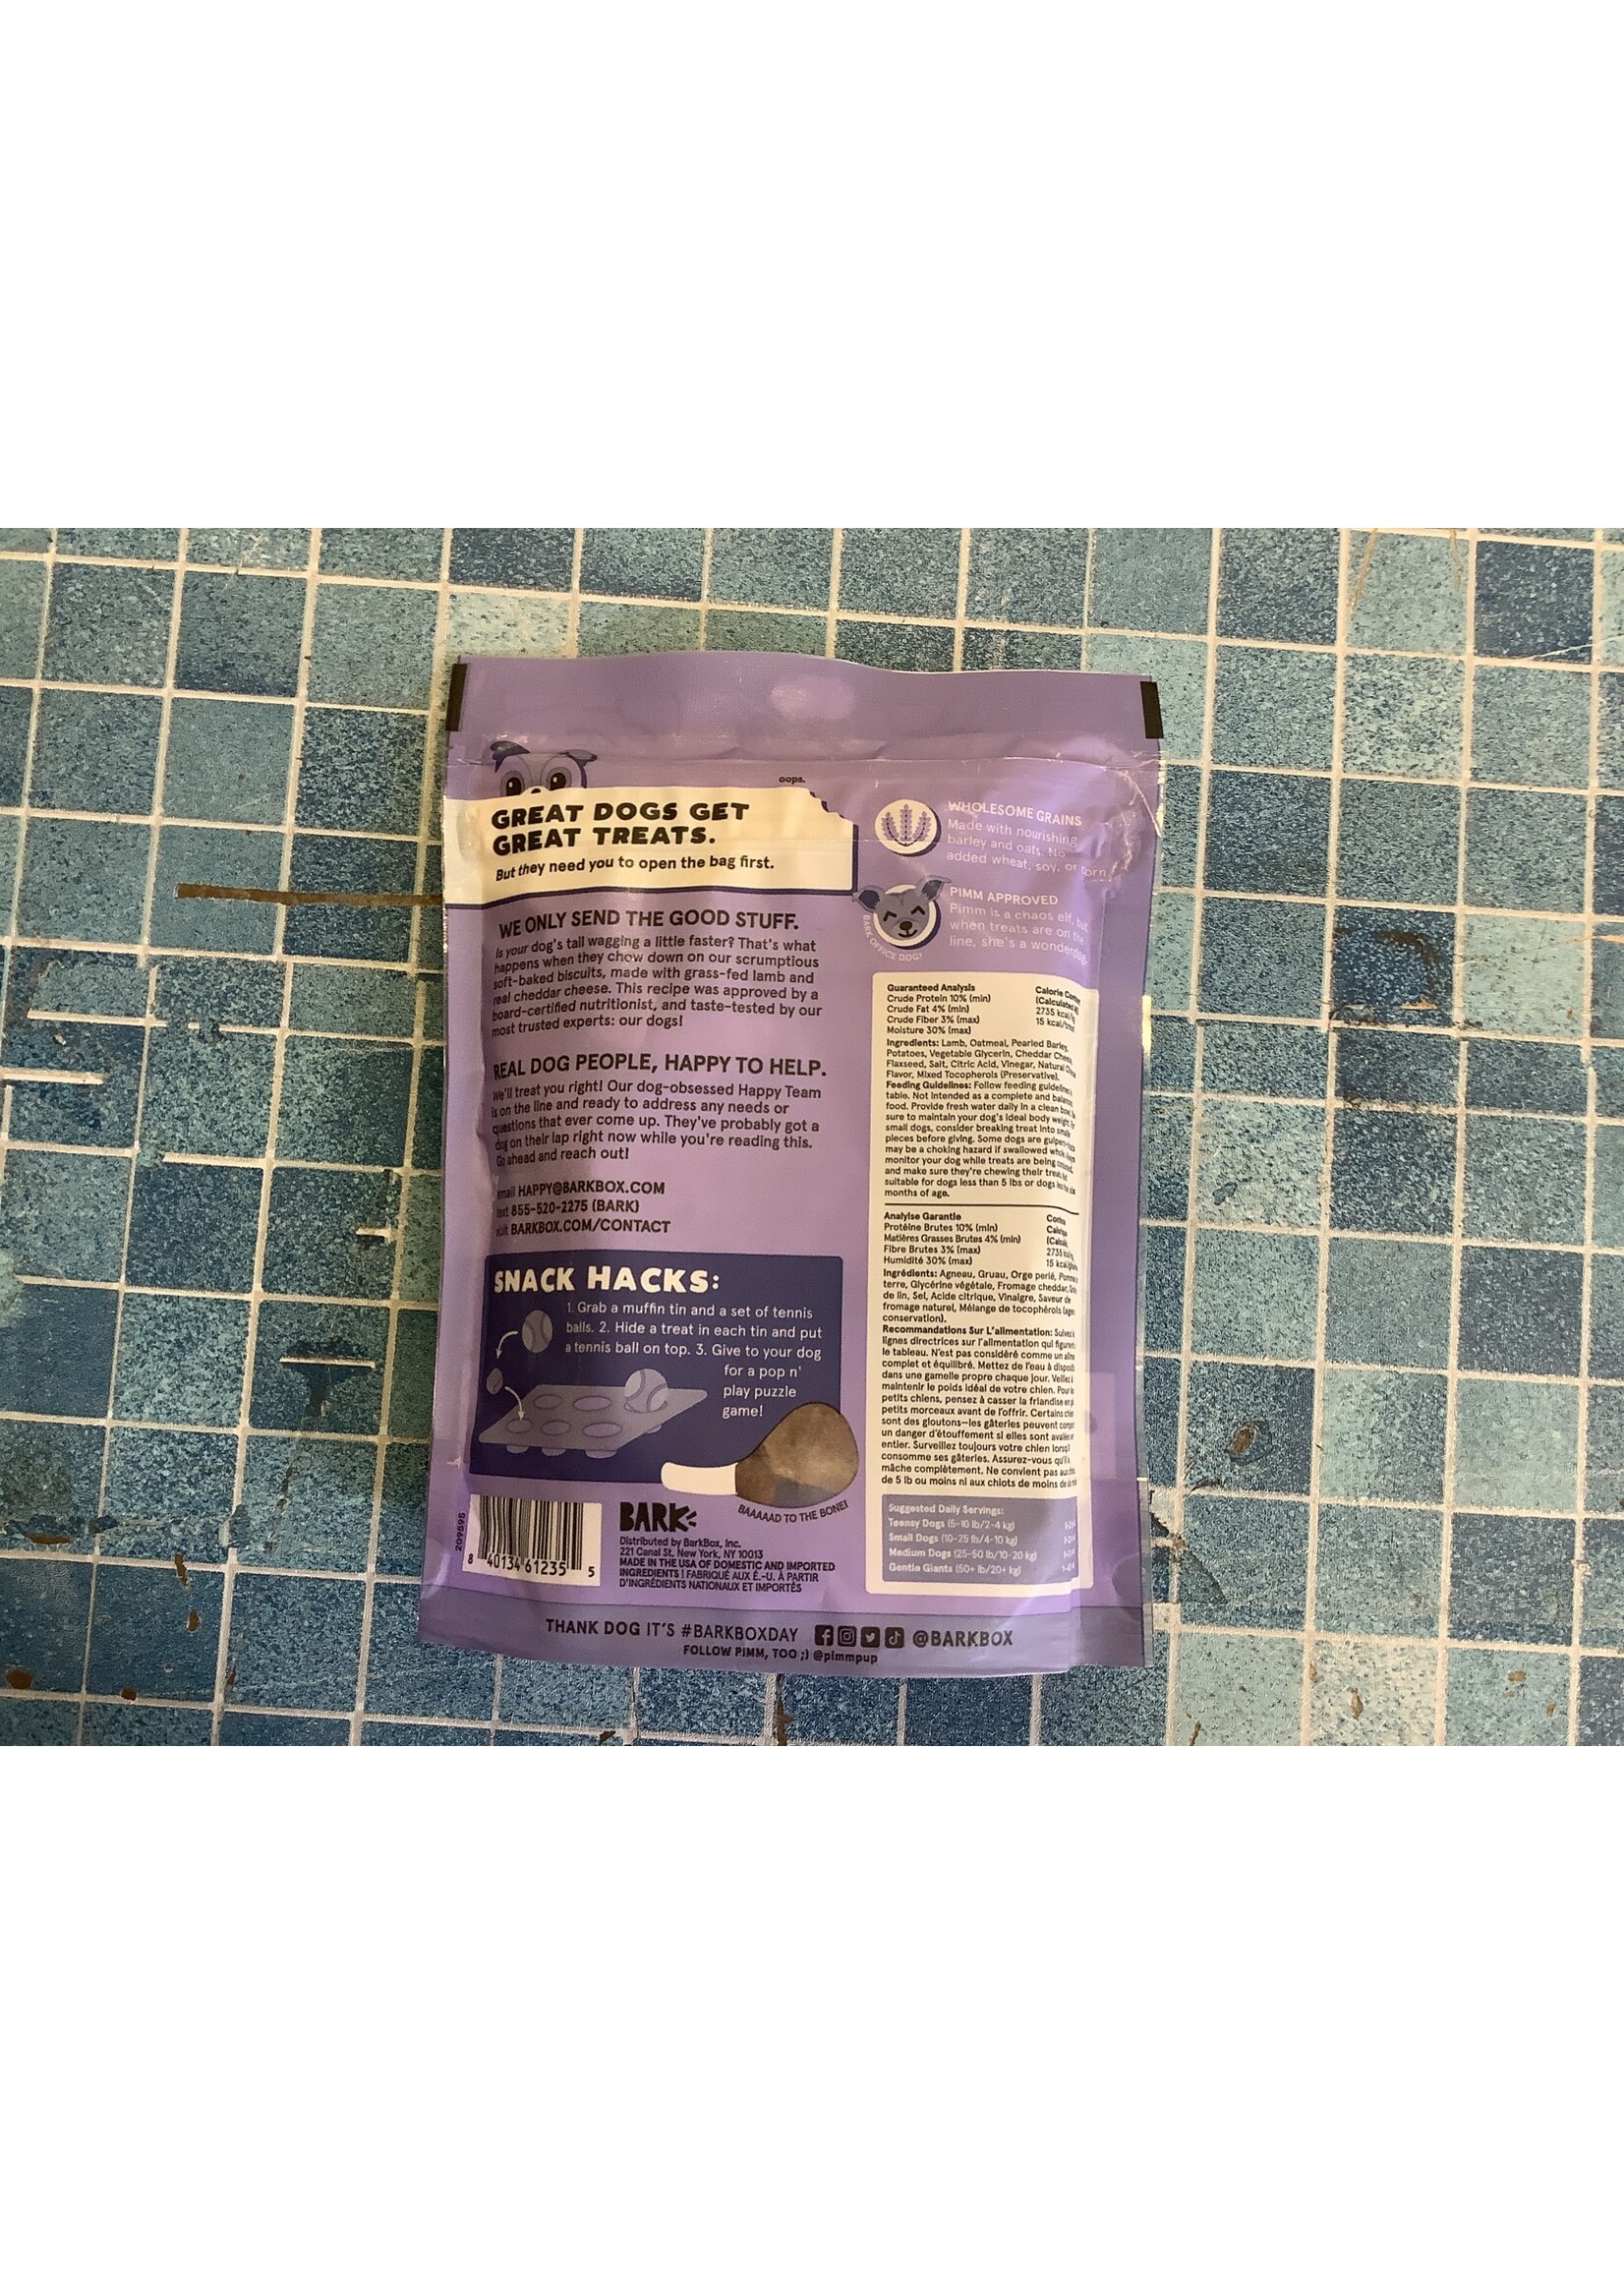 oops.
GREAT DOGS GET
GREAT TREATS.
But they need you to open the bag first.
WE ONLY SEND THE GOOD STUFF.
Is your dog's tail wagging a little faster? That's what
happens when they chow down on our scrumptious
soft-baked biscuits, made with grass-fed lamb and
real cheddar cheese. This recipe was approved by a
board-certified nutritionist, and taste-tested by our
most trusted experts: our dogs!
REAL DOG PEOPLE, HAPPY TO HELP.
We'll treat you right! Our dog-obsessed Happy Team
is on the line and ready to address any needs or
questions that ever come up. They've probably got a
dog on their lap right now while you're reading this.
Go ahead and reach out!
email HAPPY@BARKBOX.COM
text 855-520-2275 (BARK)
visit BARKBOX.COM/CONTACT
SNACK HACKS:
1. Grab a muffin tin and a set of tennis
balls. 2. Hide a treat in each tin and put
a tennis ball on top. 3. Give to your dog
for a pop n'
play puzzle
game!
BAAAAAD TO THE BONE!
209595
8 40134 61235 5
BARK
Distributed by BarkBox, Inc.
221 Canal St, New York, NY 10013
MADE IN THE USA OF DOMESTIC AND IMPORTED
INGREDIENTS | FABRIQUÉ AUX É.-U. À PARTIR
D'INGRÉDIENTS NATIONAUX ET IMPORTÉS
WHOLESOME GRAINS
Made with nourishing
barley and oats. No
added wheat, soy, or corn.
BARK OFFICE DOG!
PIMM APPROVED
Pimm is a chaos elf, but
when treats are on the
line, she's a wonderdog.
Guaranteed Analysis
Crude Protein 10% (min)
Crude Fat 4% (min)
Crude Fiber 3% (max)
Moisture 30% (max)
Calorie
(Calculated)
2735
15
Ingredients: Lamb, Oatmeal, Pearled Barley,
Potatoes, Vegetable Glycerin, Cheddar Cheese,
Flaxseed, Salt, Citric Acid, Vinegar, Natural
Flavor, Mixed Tocopherols (Preservative).
Feeding Guidelines: Follow feeding guidelines
table. Not intended as a complete and
food. Provide fresh water daily in a clean
sure to maintain your dog's ideal body weight.
small dogs, consider breaking treat into
pieces before giving. Some dogs are
may be a choking hazard if swallowed
monitor your dog while treats are being
and make sure they're chewing their
suitable for dogs less than 5 lbs or dogs
months of age.
Analyise Garantie
Protéine Brutes 10% (min)
Matières Grasses Brutes 4% (min)
Fibre Brutes 3% (max)
Humidité 30% (max)
2735
15
Ingrédients: Agneau, Gruau, Orge perlé,
terre, Glycérine végétale, Fromage cheddar,
de lin, Sel, Acide citrique, Vinaigre, Saveur de
fromage naturel, Mélange de tocophérols
conservation).
Recommandations Sur L'alimentation:
lignes directrices sur l'alimentation qui
le tableau. N'est pas considéré comme un
complet et équilibré. Mettez de l'eau à
dans une gamelle propre chaque jour.
maintenir le poids idéal de votre chien.
petits chiens, pensez à casser la friandise
petits morceaux avant de l'offrir. Certains
sont des gloutons—les gâteries peuvent
un danger d'étouffement si elles sont
entier. Surveillez toujours votre chien
consomme ses gâteries. Assurez-vous
mâche complètement. Ne convient pas
de 5 lb ou moins ni aux chiots de moins
Suggested Daily Servings:
Teensy Dogs (5-10 lb/2-4 kg)
Small Dogs (10-25 lb/4-10 kg)
Medium Dogs (25-50 lb/10-20 kg)
Gentle Giants (50+ lb/20+ kg)
THANK DOG IT'S #BARKBOXDAY @BARKBOX
FOLLOW PIMM, TOO ;) @pimmpup